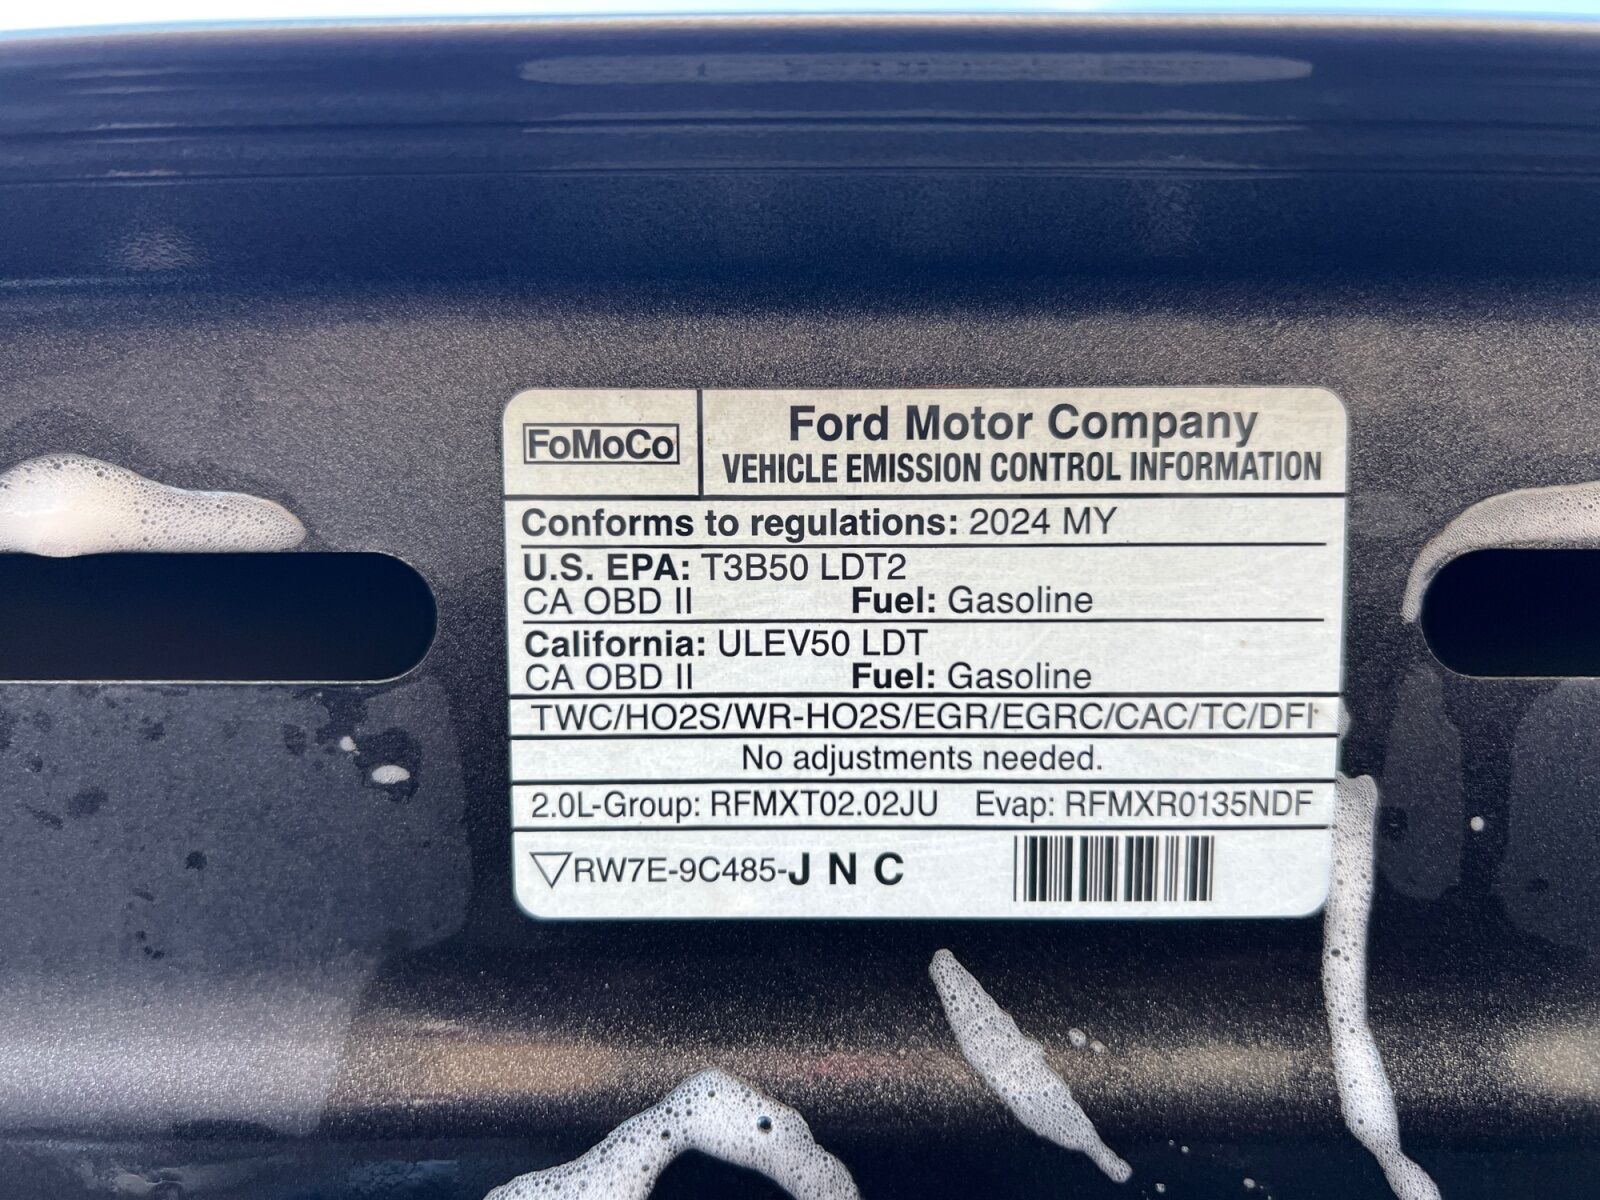 FoMoCo
Ford Motor Company
VEHICLE EMISSION CONTROL INFORMATION
Conforms to regulations: 2024 MY
U.S. EPA: T3B50 LDT2
CA OBD II Fuel: Gasoline
California: ULEV50 LDT
CA OBD II Fuel: Gasoline
TWC/HO2S/WR-HO2S/EGR/EGRC/CAC/TC/DFI
No adjustments needed.
2.0L-Group: RFMXT02.02JU Evap: RFMXR0135NDF
RW7E-9C485-J N C